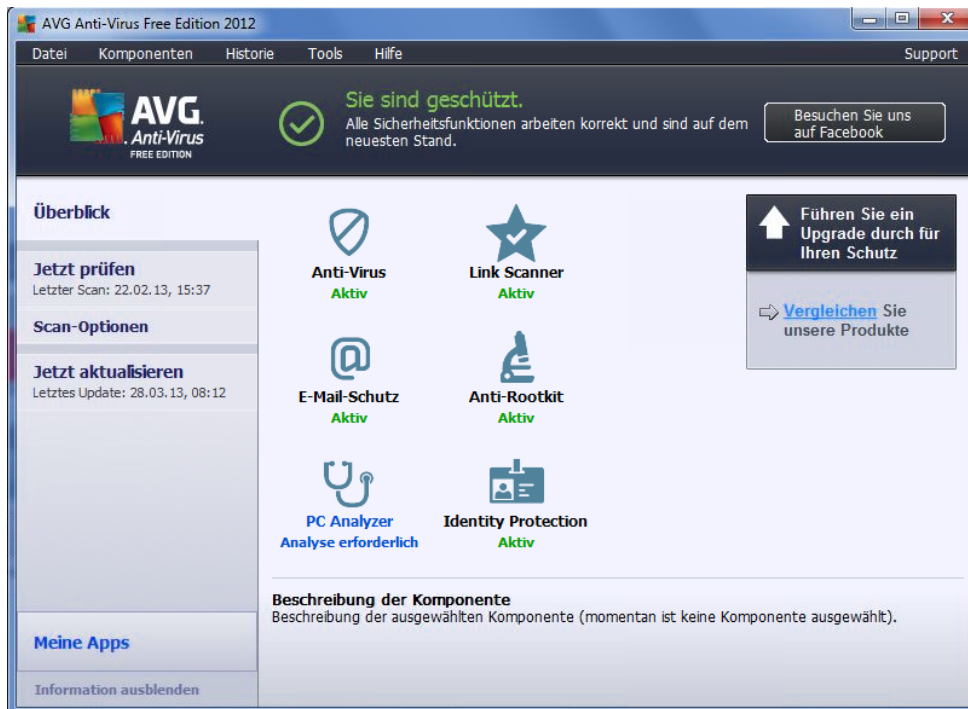 AVG Anti-Virus Free Edition 2012
Datei Komponenten Historie Tools Hilfe Support
AVG.
Anti-Virus
FREE EDITION
Sie sind geschützt.
Alle Sicherheitsfunktionen arbeiten korrekt und sind auf dem
neuesten Stand.
Besuchen Sie uns
auf Facebook
Überblick
Jetzt prüfen
Letzter Scan: 22.02.13, 15:37
Scan-Optionen
Jetzt aktualisieren
Letztes Update: 28.03.13, 08:12
Meine Apps
Information ausblenden
Anti-Virus
Aktiv
Link Scanner
Aktiv
E-Mail-Schutz
Aktiv
Anti-Rootkit
Aktiv
PC Analyzer
Analyse erforderlich
Identity Protection
Aktiv
Führen Sie ein
Upgrade durch für
Ihren Schutz
Vergleichen Sie
unsere Produkte
Beschreibung der Komponente
Beschreibung der ausgewählten Komponente (momentan ist keine Komponente ausgewählt).